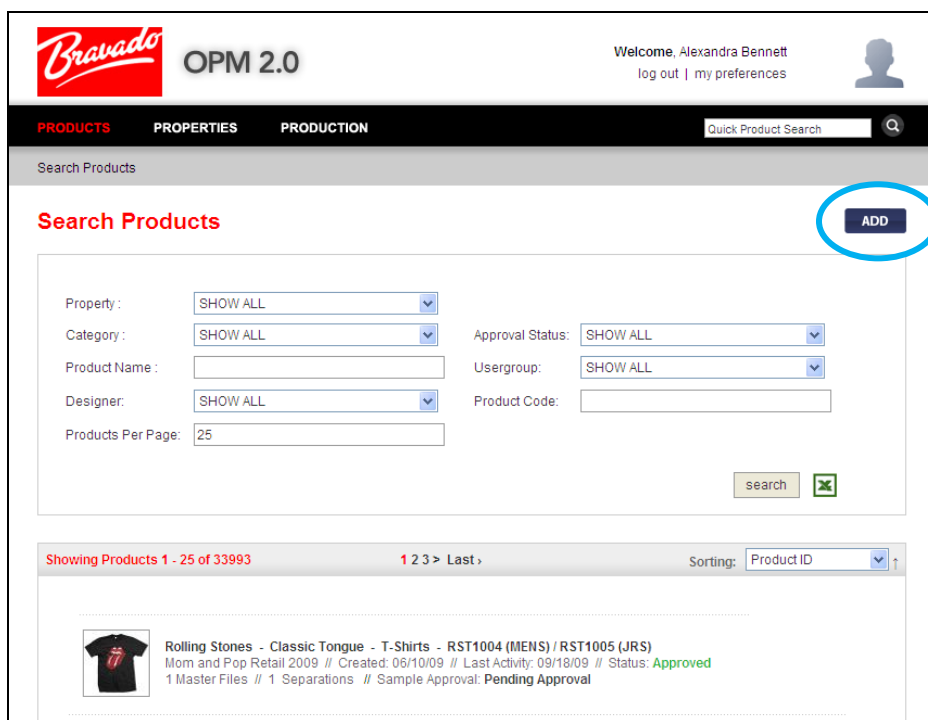 Bravado
OPM 2.0
Welcome, Alexandra Bennett
log out | my preferences
PRODUCTS PROPERTIES PRODUCTION
Quick Product Search
Search Products
Search Products
ADD
Property : SHOW ALL
Category : SHOW ALL Approval Status: SHOW ALL
Product Name : Usergroup: SHOW ALL
Designer: SHOW ALL Product Code:
Products Per Page: 25
search
Showing Products 1 - 25 of 33993 1 2 3 > Last › Sorting: Product ID ↑
Rolling Stones - Classic Tongue - T-Shirts - RST1004 (MENS) / RST1005 (JRS)
Mom and Pop Retail 2009 // Created: 06/10/09 // Last Activity: 09/18/09 // Status: Approved
1 Master Files // 1 Separations // Sample Approval: Pending Approval